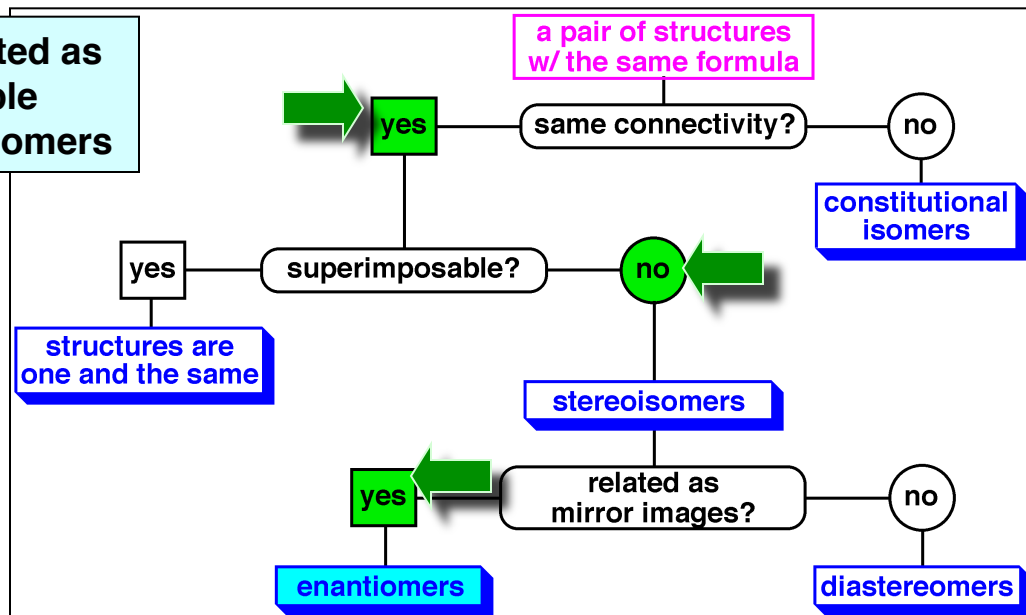 ted as
ble
omers
a pair of structures
w/ the same formula
yes
same connectivity?
no
constitutional
isomers
yes
superimposable?
no
structures are
one and the same
stereoisomers
yes
related as
mirror images?
no
enantiomers
diastereomers